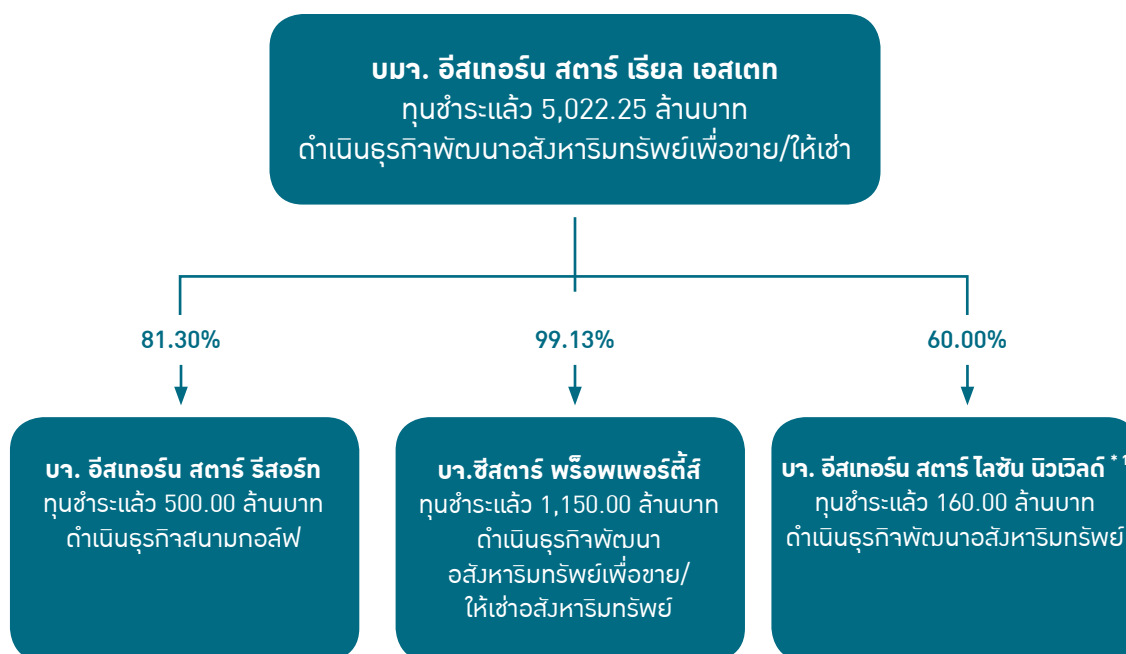 บมจ. อีสเทอร์น สตาร์ เรียล เอสเตท
ทุนชำระแล้ว 5,022.25 ล้านบาท
ดำเนินธุรกิจพัฒนาอสังหาริมทรัพย์เพื่อขาย/ให้เช่า
81.30%
99.13%
60.00%
บจ. อีสเทอร์น สตาร์ รีสอร์ท
ทุนชำระแล้ว 500.00 ล้านบาท
ดำเนินธุรกิจสนามกอล์ฟ
บจ.ซีสตาร์ พร็อพเพอร์ตี้ส์
ทุนชำระแล้ว 1,150.00 ล้านบาท
ดำเนินธุรกิจพัฒนา
อสังหาริมทรัพย์เพื่อขาย/
ให้เช่าอสังหาริมทรัพย์
บจ. อีสเทอร์น สตาร์ ไลซัน นิวเวิลด์ *1
ทุนชำระแล้ว 160.00 ล้านบาท
ดำเนินธุรกิจพัฒนาอสังหาริมทรัพย์